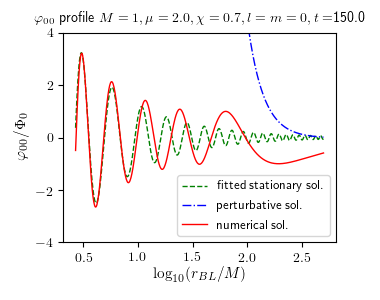 φ₀₀ profile M = 1, μ = 2.0, χ = 0.7, l = m = 0, t =150.0
φ₀₀/Φ₀
4
2
0
−2
−4
fitted stationary sol.
perturbative sol.
numerical sol.
0.5 1.0 1.5 2.0 2.5
log₁₀(r_BL/M)